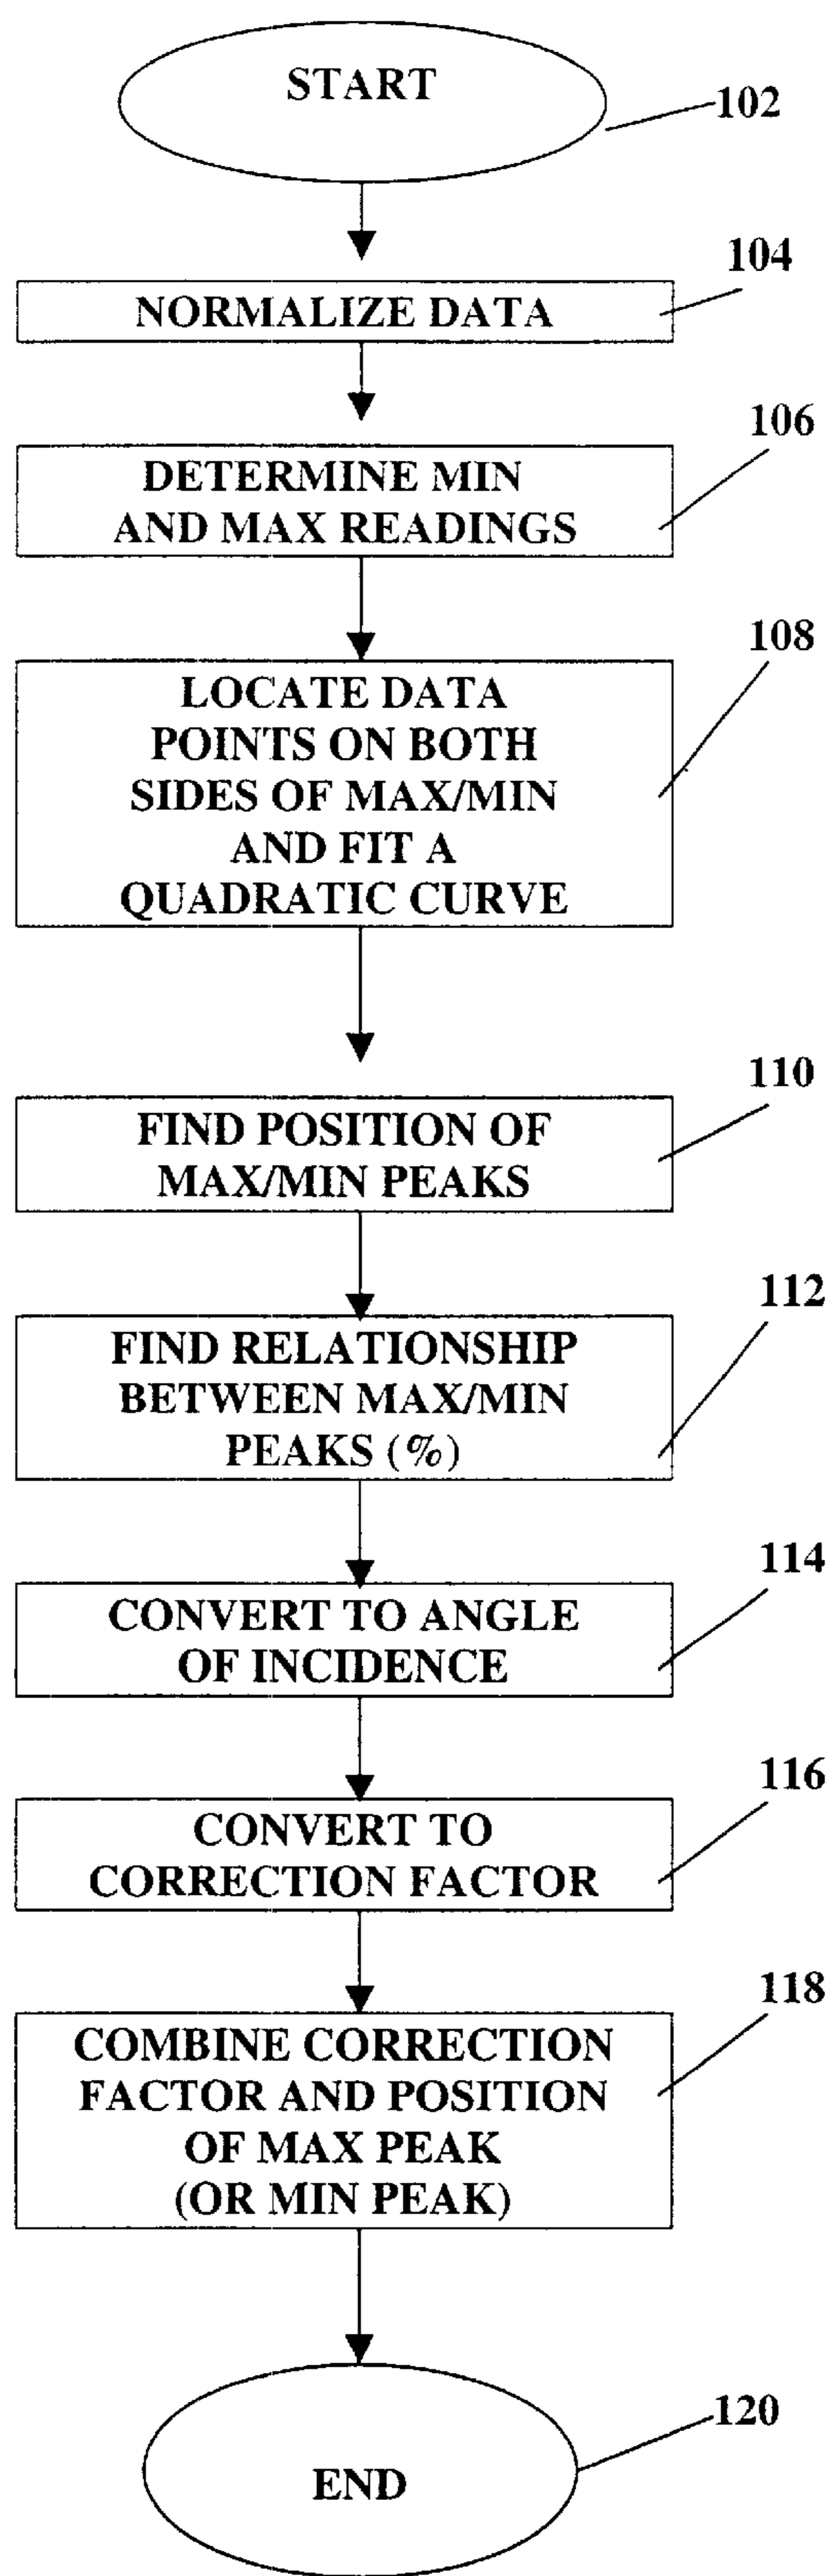 START
102
104
NORMALIZE DATA
106
DETERMINE MIN
AND MAX READINGS
108
LOCATE DATA
POINTS ON BOTH
SIDES OF MAX/MIN
AND FIT A
QUADRATIC CURVE
110
FIND POSITION OF
MAX/MIN PEAKS
112
FIND RELATIONSHIP
BETWEEN MAX/MIN
PEAKS (%)
114
CONVERT TO ANGLE
OF INCIDENCE
116
CONVERT TO
CORRECTION FACTOR
118
COMBINE CORRECTION
FACTOR AND POSITION
OF MAX PEAK
(OR MIN PEAK)
120
END